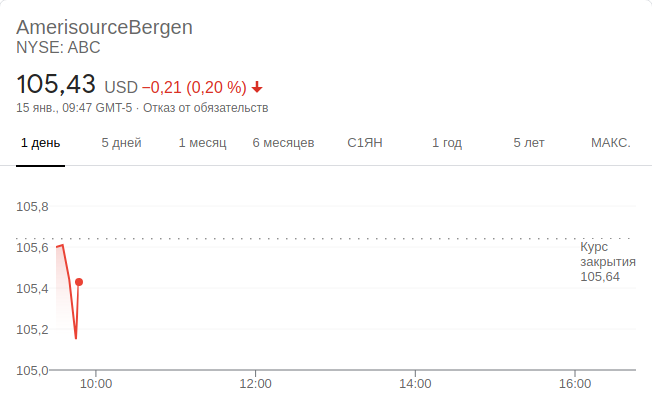 AmerisourceBergen
NYSE: ABC
105,43 USD −0,21 (0,20 %)
15 янв., 09:47 GMT-5 · Отказ от обязательств
1 день 5 дней 1 месяц 6 месяцев С1ЯН 1 год 5 лет МАКС.
105,8
105,6
Курс
закрытия
105,64
105,4
105,2
105,0
10:00 12:00 14:00 16:00